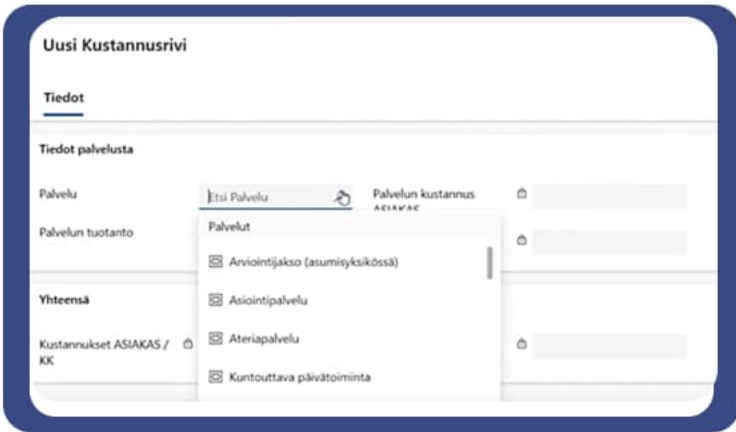 Uusi Kustannusrivi
Tiedot
Tiedot palvelusta
Palvelu
Etsi Palvelu
Palvelun kustannus
ASIAKAS
Palvelun tuotanto
Palvelut
Arviointijakso (asumisyksikössä)
Asiointipalvelu
Ateriapalvelu
Kuntouttava päivätoiminta
Yhteensä
Kustannukset ASIAKAS /
KK